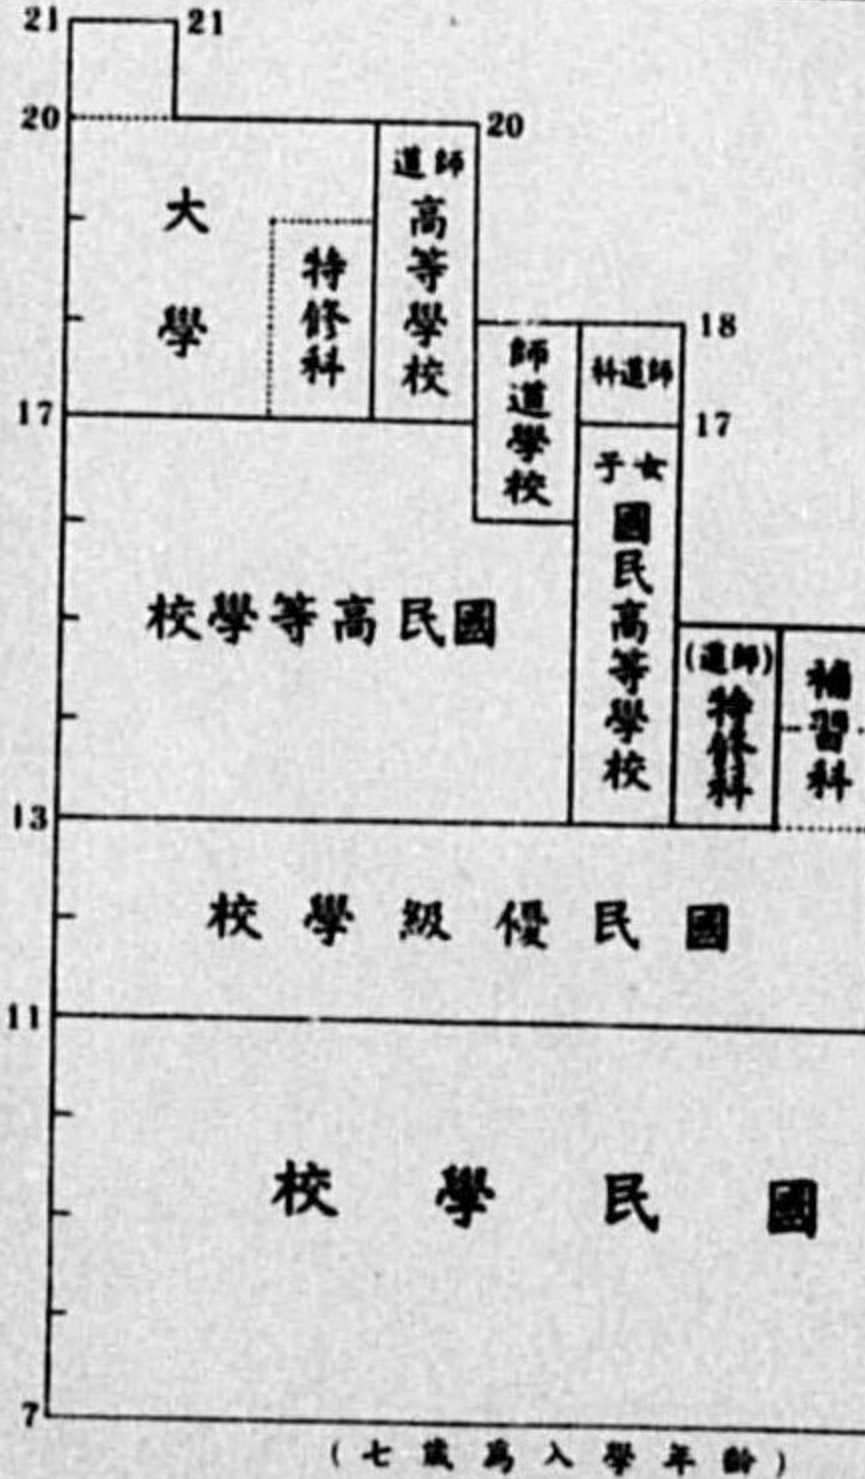 21
21
20
20
大學
特修科
師道
高等學校
17
師道學校
18
師道科
17
女子
國民高等學校
國民高等學校
(師道)
特修科
補習科
13
國民優級學校
11
國民學校
7
(七歲為入學年齡)